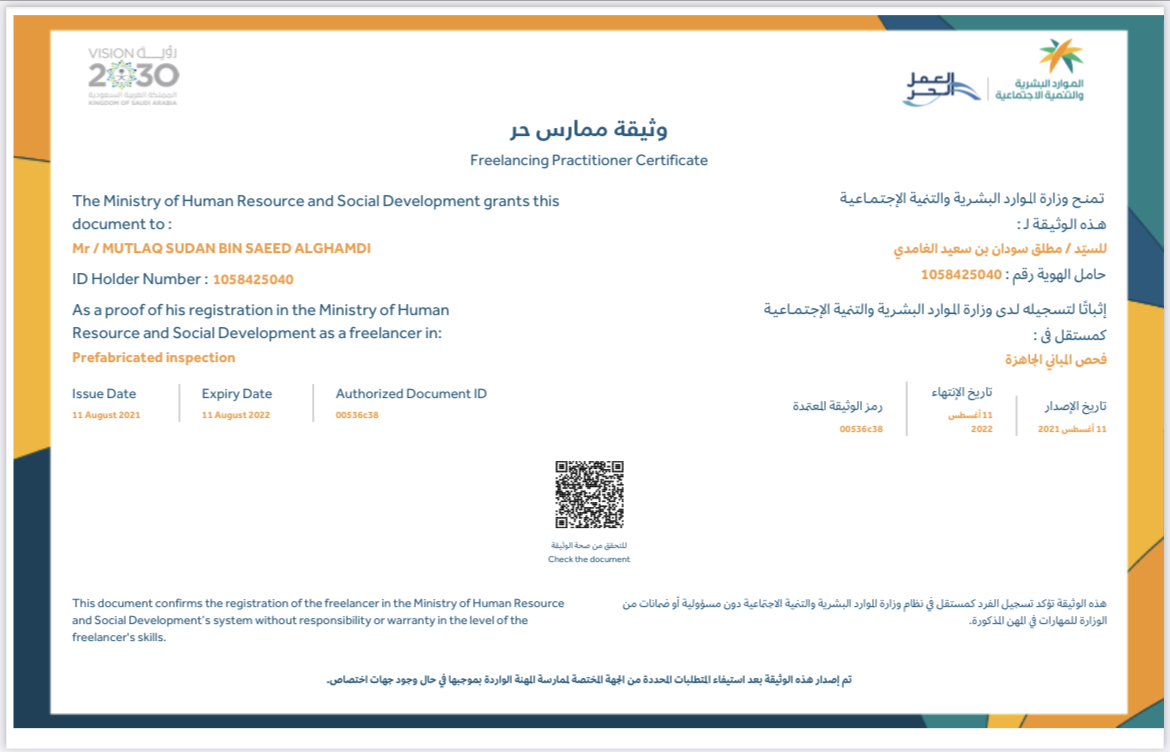 VISION رؤيــة
2030
المملكة العربية السعودية
KINGDOM OF SAUDI ARABIA
العمل
الحر
الموارد البشرية
والتنمية الاجتماعية
وثيقة ممارس حر
Freelancing Practitioner Certificate
The Ministry of Human Resource and Social Development grants this
document to :
Mr / MUTLAQ SUDAN BIN SAEED ALGHAMDI
ID Holder Number : 1058425040
As a proof of his registration in the Ministry of Human
Resource and Social Development as a freelancer in:
Prefabricated inspection
Issue Date
11 August 2021
Expiry Date
11 August 2022
Authorized Document ID
00536c38
تمنح وزارة الموارد البشرية والتنمية الإجتماعية
هذه الوثيقة لـ :
للسيّد / مطلق سودان بن سعيد الغامدي
حامل الهوية رقم : 1058425040
إثباتًا لتسجيله لدى وزارة الموارد البشرية والتنمية الإجتماعية
كمستقل في :
فحص المباني الجاهزة
تاريخ الإصدار
11 أغسطس 2021
تاريخ الإنتهاء
11 أغسطس
2022
رمز الوثيقة المعتمدة
00536c38
للتحقق من صحة الوثيقة
Check the document
This document confirms the registration of the freelancer in the Ministry of Human Resource
and Social Development's system without responsibility or warranty in the level of the
freelancer's skills.
هذه الوثيقة تؤكد تسجيل الفرد كمستقل في نظام وزارة الموارد البشرية والتنمية الاجتماعية دون مسؤولية أو ضمانات من
الوزارة للمهارات في المهن المذكورة.
تم إصدار هذه الوثيقة بعد استيفاء المتطلبات المحددة من الجهة المختصة لممارسة المهنة الواردة بموجبها في حال وجود جهات اختصاص.